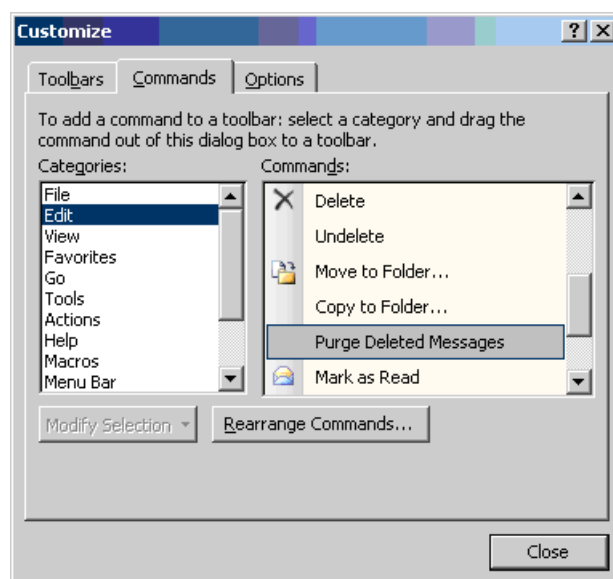 Customize
Toolbars Commands Options
To add a command to a toolbar: select a category and drag the
command out of this dialog box to a toolbar.
Categories:
File
Edit
View
Favorites
Go
Tools
Actions
Help
Macros
Menu Bar
Commands:
Delete
Undelete
Move to Folder...
Copy to Folder...
Purge Deleted Messages
Mark as Read
Modify Selection
Rearrange Commands...
Close